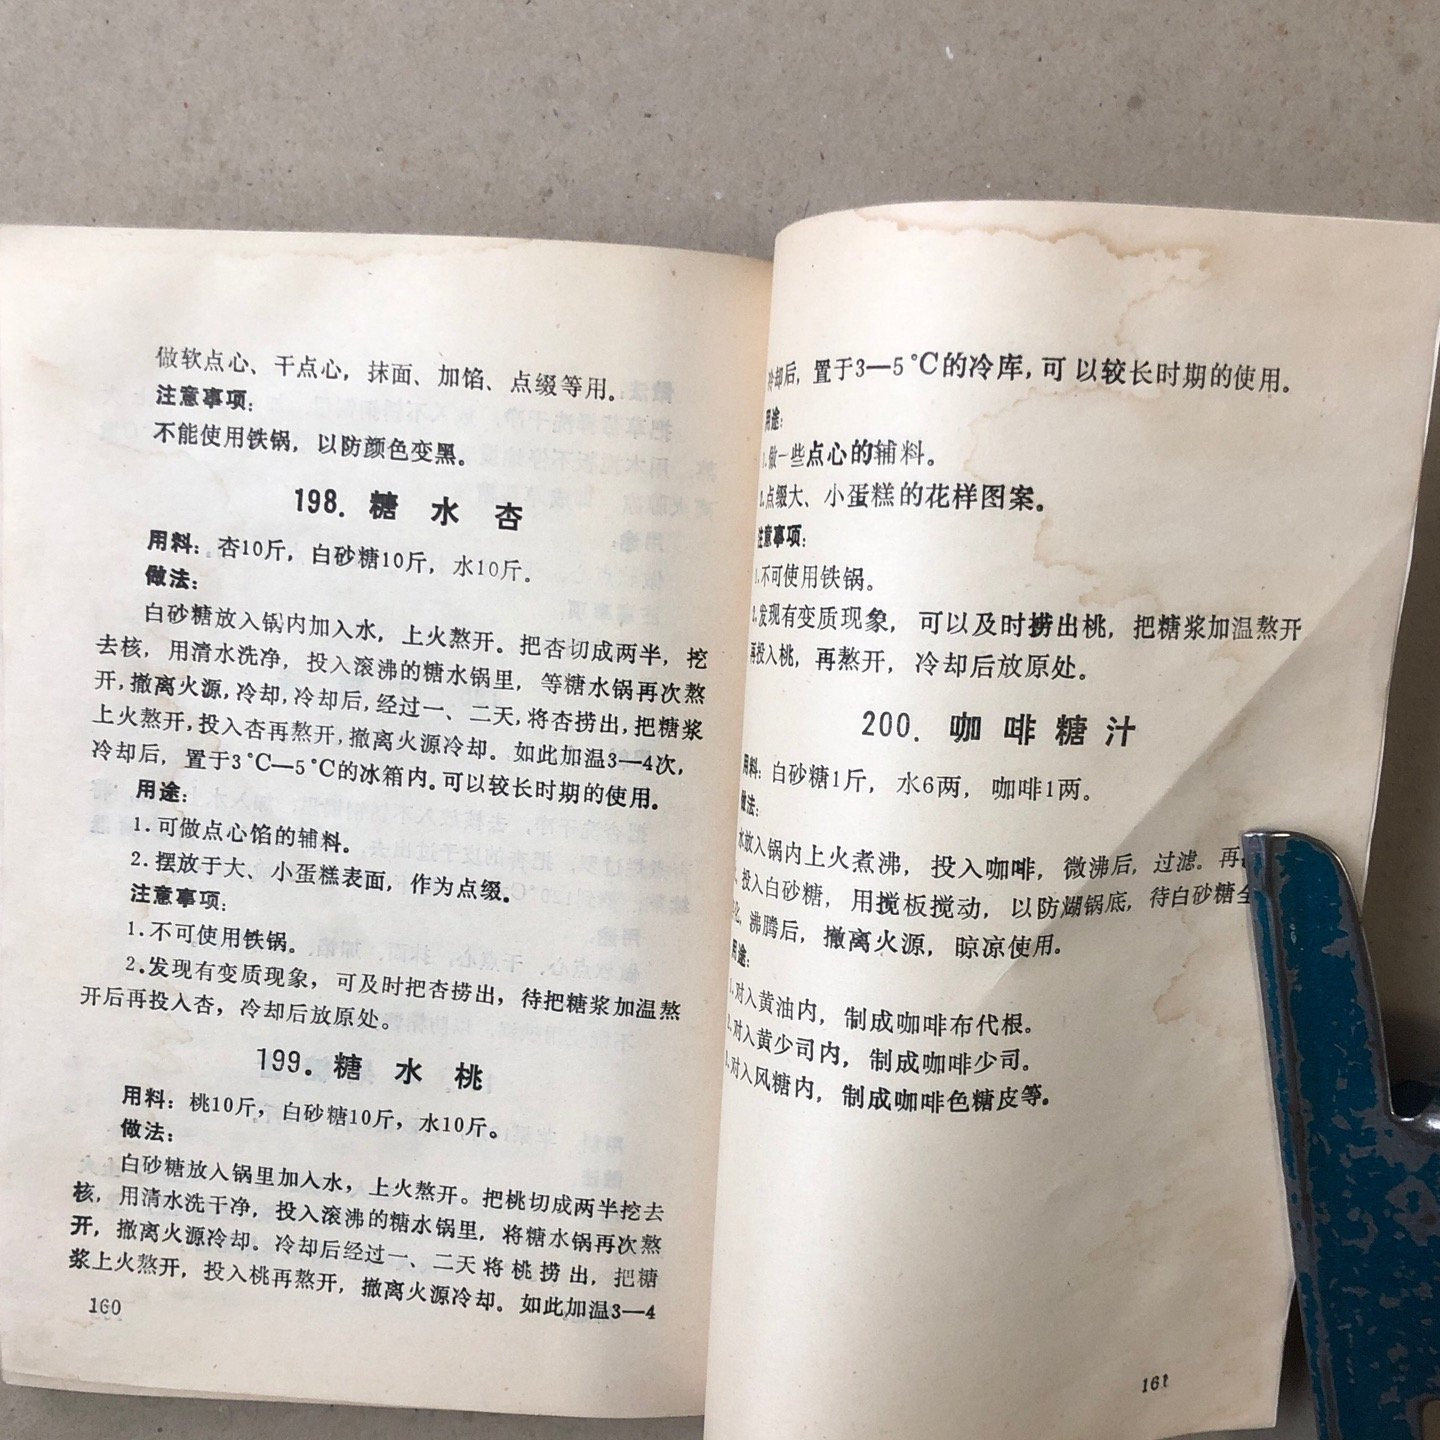 做软点心、干点心，抹面、加馅、点缀等用。
注意事项：
不能使用铁锅，以防颜色变黑。
198. 糖水杏
用料：杏10斤，白砂糖10斤，水10斤。
做法：
白砂糖放入锅内加入水，上火熬开。把杏切成两半，挖
去核，用清水洗净，投入滚沸的糖水锅里，等糖水锅再次熬
开，撤离火源，冷却，冷却后，经过一、二天，将杏捞出，把糖浆
上火熬开，投入杏再熬开，撤离火源冷却。如此加温3—4次，
冷却后，置于3℃—5℃的冰箱内。可以较长时期的使用。
用途：
1.可做点心馅的辅料。
2.摆放于大、小蛋糕表面，作为点缀。
注意事项：
1.不可使用铁锅。
2.发现有变质现象，可及时把杏捞出，待把糖浆加温熬
开后再投入杏，冷却后放原处。
199. 糖水桃
用料：桃10斤，白砂糖10斤，水10斤。
做法：
白砂糖放入锅里加入水，上火熬开。把桃切成两半挖去
核，用清水洗干净，投入滚沸的糖水锅里，将糖水锅再次熬
开，撤离火源冷却。冷却后经过一、二天将桃捞出，把糖
浆上火熬开，投入桃再熬开，撤离火源冷却。如此加温3—4
160
冷却后，置于3—5℃的冷库，可以较长时期的使用。
用途：
1.做一些点心的辅料。
2.点缀大、小蛋糕的花样图案。
注意事项：
1.不可使用铁锅。
2.发现有变质现象，可以及时捞出桃，把糖浆加温熬开
再投入桃，再熬开，冷却后放原处。
200. 咖啡糖汁
用料：白砂糖1斤，水6两，咖啡1两。
做法：
水放入锅内上火煮沸，投入咖啡，微沸后，过滤。再
投入白砂糖，用搅板搅动，以防湖锅底，待白砂糖全
化，沸腾后，撤离火源，晾凉使用。
用途：
1.对入黄油内，制成咖啡布代根。
2.对入黄少司内，制成咖啡少司。
3.对入风糖内，制成咖啡色糖皮等。
161